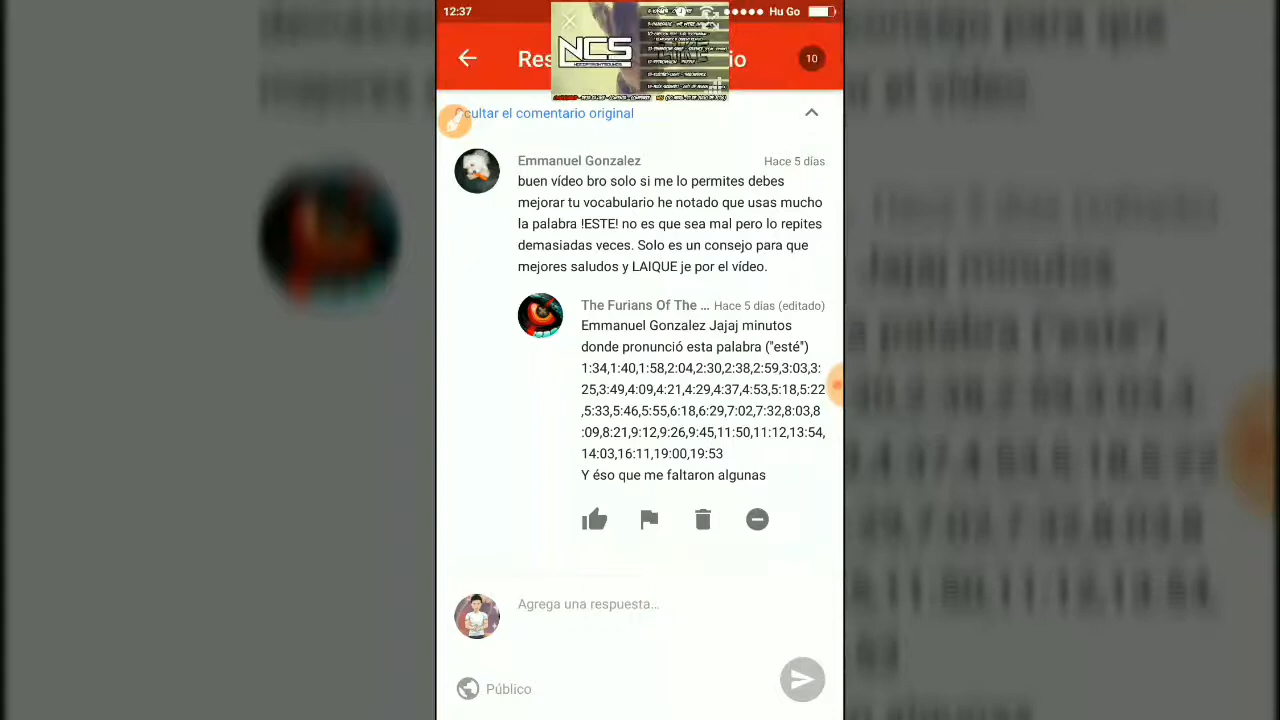 12:37
Hu Go
NCS
Res
io
10
cultar el comentario original
Emmanuel Gonzalez
Hace 5 días
buen vídeo bro solo si me lo permites debes
mejorar tu vocabulario he notado que usas mucho
la palabra !ESTE! no es que sea mal pero lo repites
demasiadas veces. Solo es un consejo para que
mejores saludos y LAIQUE je por el vídeo.
The Furians Of The ... Hace 5 días (editado)
Emmanuel Gonzalez Jajaj minutos
donde pronunció esta palabra ("esté")
1:34,1:40,1:58,2:04,2:30,2:38,2:59,3:03,3:
25,3:49,4:09,4:21,4:29,4:37,4:53,5:18,5:22
,5:33,5:46,5:55,6:18,6:29,7:02,7:32,8:03,8
:09,8:21,9:12,9:26,9:45,11:50,11:12,13:54,
14:03,16:11,19:00,19:53
Y éso que me faltaron algunas
Agrega una respuesta...
Público